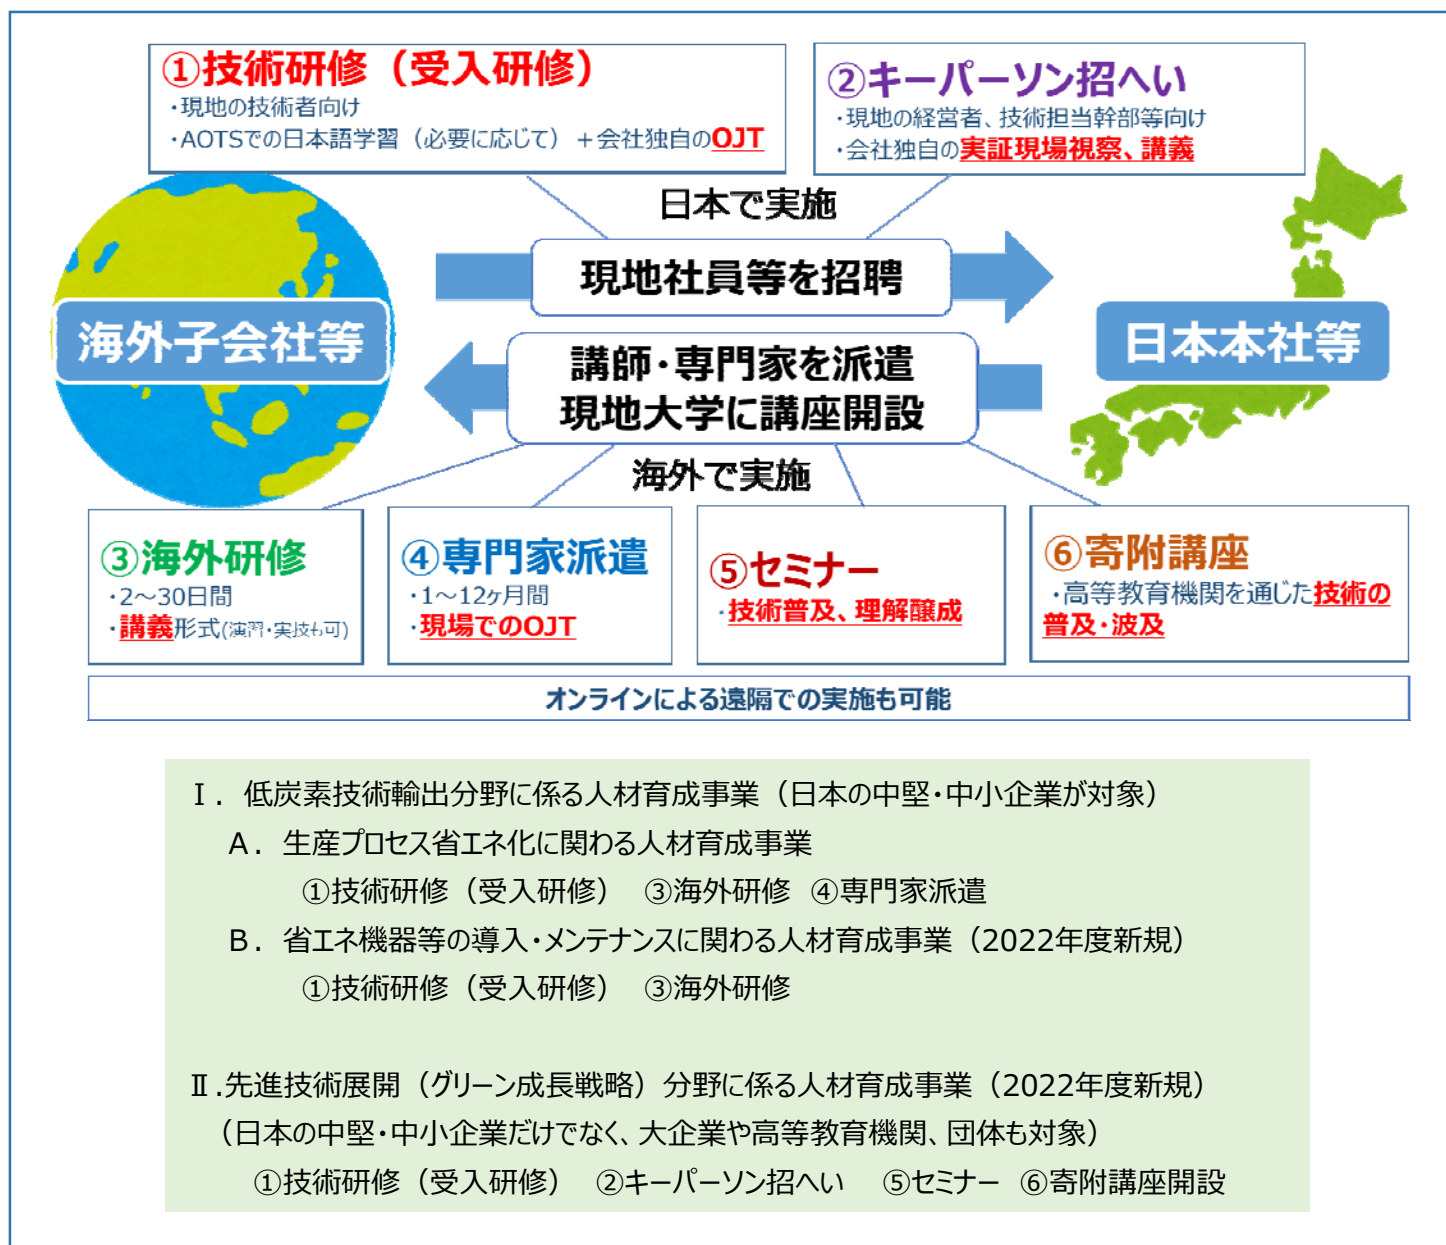 ①技術研修（受入研修）
・現地の技術者向け
・AOTSでの日本語学習（必要に応じて）＋会社独自のOJT
②キーパーソン招へい
・現地の経営者、技術担当幹部等向け
・会社独自の実証現場視察、講義
日本で実施
現地社員等を招聘
海外子会社等
日本本社等
講師・専門家を派遣
現地大学に講座開設
海外で実施
③海外研修
・2～30日間
・講義形式(演習・実技も可)
④専門家派遣
・1～12ヶ月間
・現場でのOJT
⑤セミナー
・技術普及、理解醸成
⑥寄附講座
・高等教育機関を通じた技術の
普及・波及
オンラインによる遠隔での実施も可能
Ⅰ．低炭素技術輸出分野に係る人材育成事業（日本の中堅・中小企業が対象）
A．生産プロセス省エネ化に関わる人材育成事業
①技術研修（受入研修）　③海外研修　④専門家派遣
B．省エネ機器等の導入・メンテナンスに関わる人材育成事業（2022年度新規）
①技術研修（受入研修）　③海外研修
Ⅱ.先進技術展開（グリーン成長戦略）分野に係る人材育成事業（2022年度新規）
（日本の中堅・中小企業だけでなく、大企業や高等教育機関、団体も対象）
①技術研修（受入研修）　②キーパーソン招へい　⑤セミナー　⑥寄附講座開設